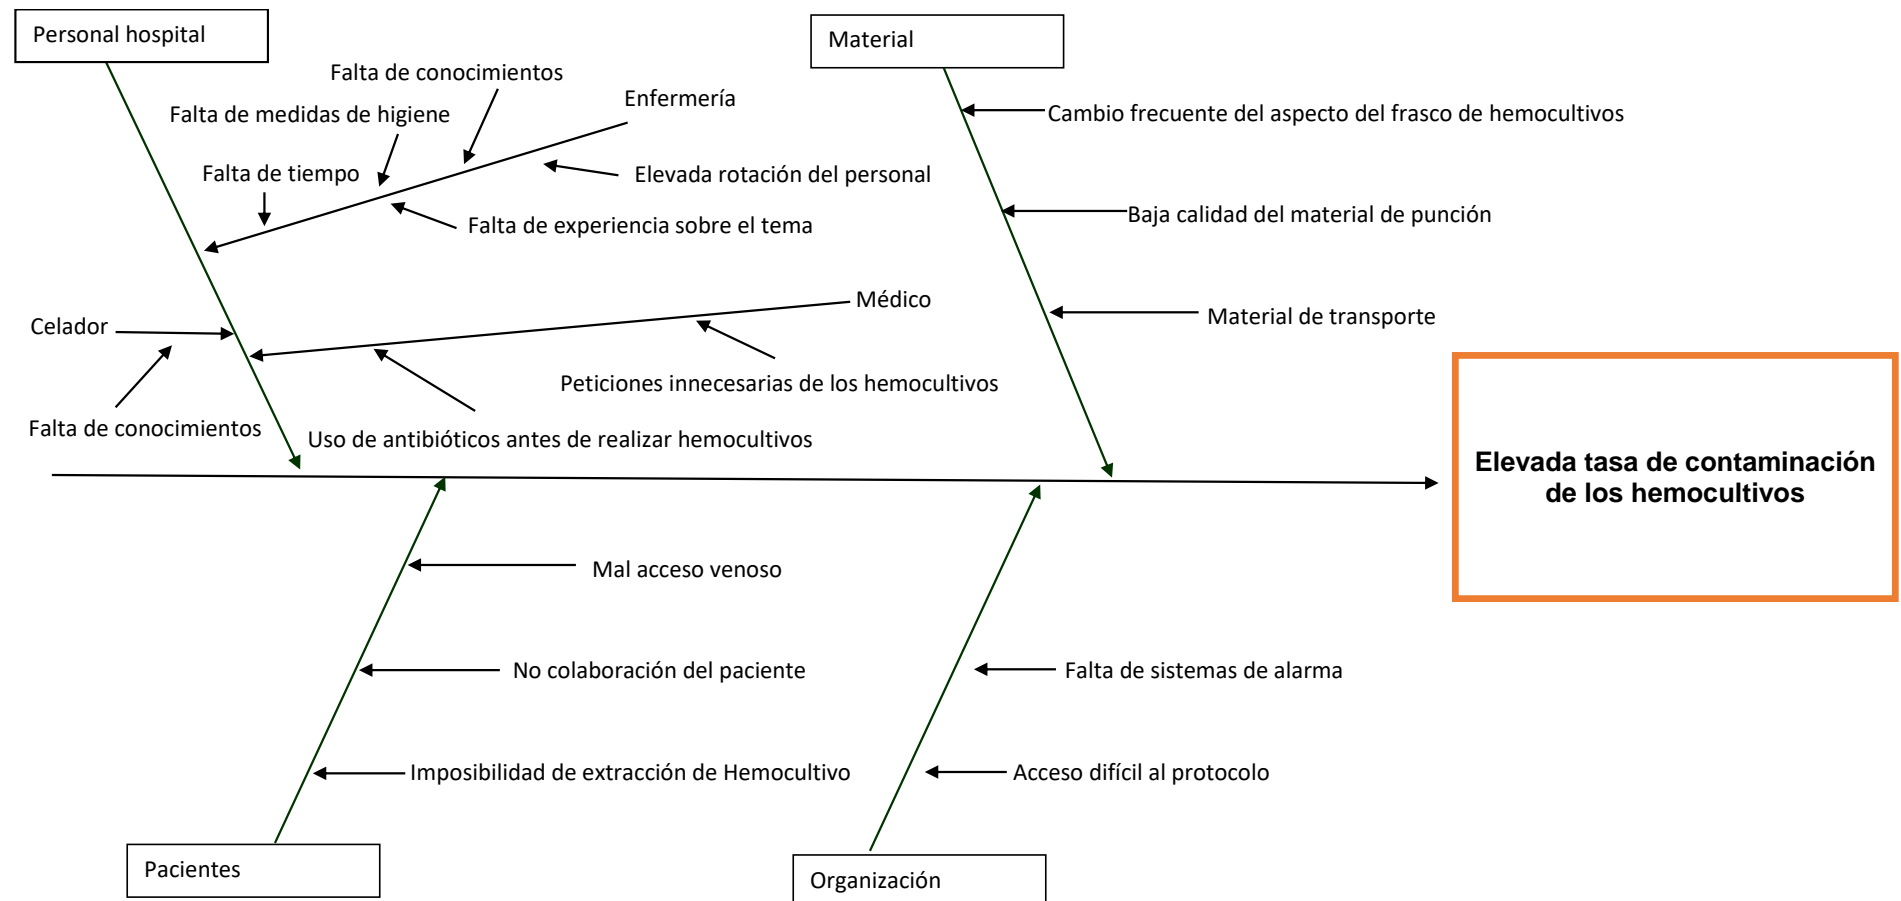 Personal hospital
Material
Falta de conocimientos
Enfermería
Falta de medidas de higiene
Cambio frecuente del aspecto del frasco de hemocultivos
Falta de tiempo
Elevada rotación del personal
Falta de experiencia sobre el tema
Baja calidad del material de punción
Médico
Celador
Material de transporte
Peticiones innecesarias de los hemocultivos
Falta de conocimientos
Uso de antibióticos antes de realizar hemocultivos
Elevada tasa de contaminación
de los hemocultivos
Mal acceso venoso
No colaboración del paciente
Falta de sistemas de alarma
Imposibilidad de extracción de Hemocultivo
Acceso difícil al protocolo
Pacientes
Organización